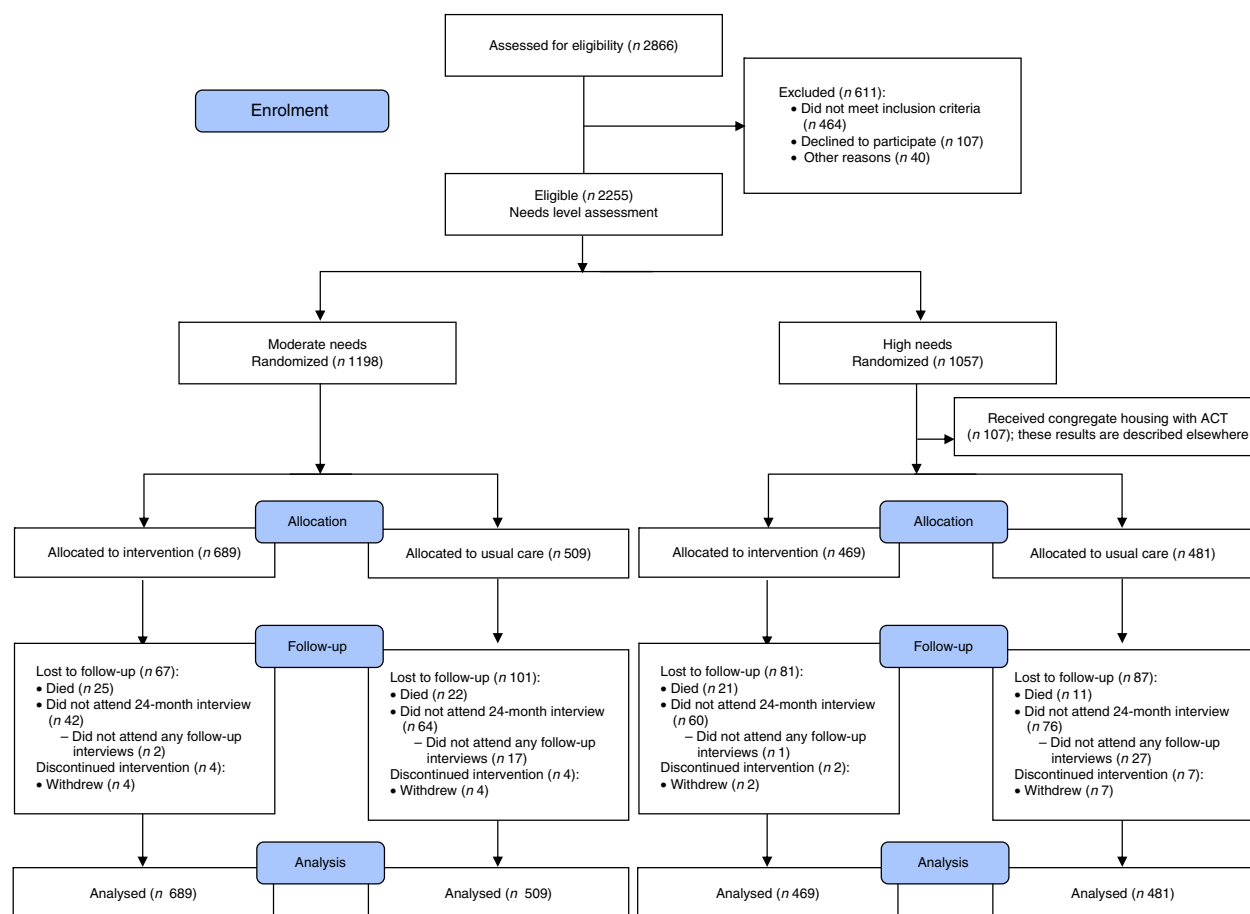 Assessed for eligibility (n 2866)
Enrolment
Excluded (n 611):
• Did not meet inclusion criteria
(n 464)
• Declined to participate (n 107)
• Other reasons (n 40)
Eligible (n 2255)
Needs level assessment
Moderate needs
Randomized (n 1198)
High needs
Randomized (n 1057)
Received congregate housing with ACT
(n 107); these results are described elsewhere
Allocation
Allocated to intervention (n 689)
Allocated to usual care (n 509)
Allocation
Allocated to intervention (n 469)
Allocated to usual care (n 481)
Follow-up
Lost to follow-up (n 67):
• Died (n 25)
• Did not attend 24-month interview
(n 42)
– Did not attend any follow-up
interviews (n 2)
Discontinued intervention (n 4):
• Withdrew (n 4)
Lost to follow-up (n 101):
• Died (n 22)
• Did not attend 24-month interview
(n 64)
– Did not attend any follow-up
interviews (n 17)
Discontinued intervention (n 4):
• Withdrew (n 4)
Follow-up
Lost to follow-up (n 81):
• Died (n 21)
• Did not attend 24-month interview
(n 60)
– Did not attend any follow-up
interviews (n 1)
Discontinued intervention (n 2):
• Withdrew (n 2)
Lost to follow-up (n 87):
• Died (n 11)
• Did not attend 24-month interview
(n 76)
– Did not attend any follow-up
interviews (n 27)
Discontinued intervention (n 7):
• Withdrew (n 7)
Analysis
Analysed (n 689)
Analysed (n 509)
Analysis
Analysed (n 469)
Analysed (n 481)